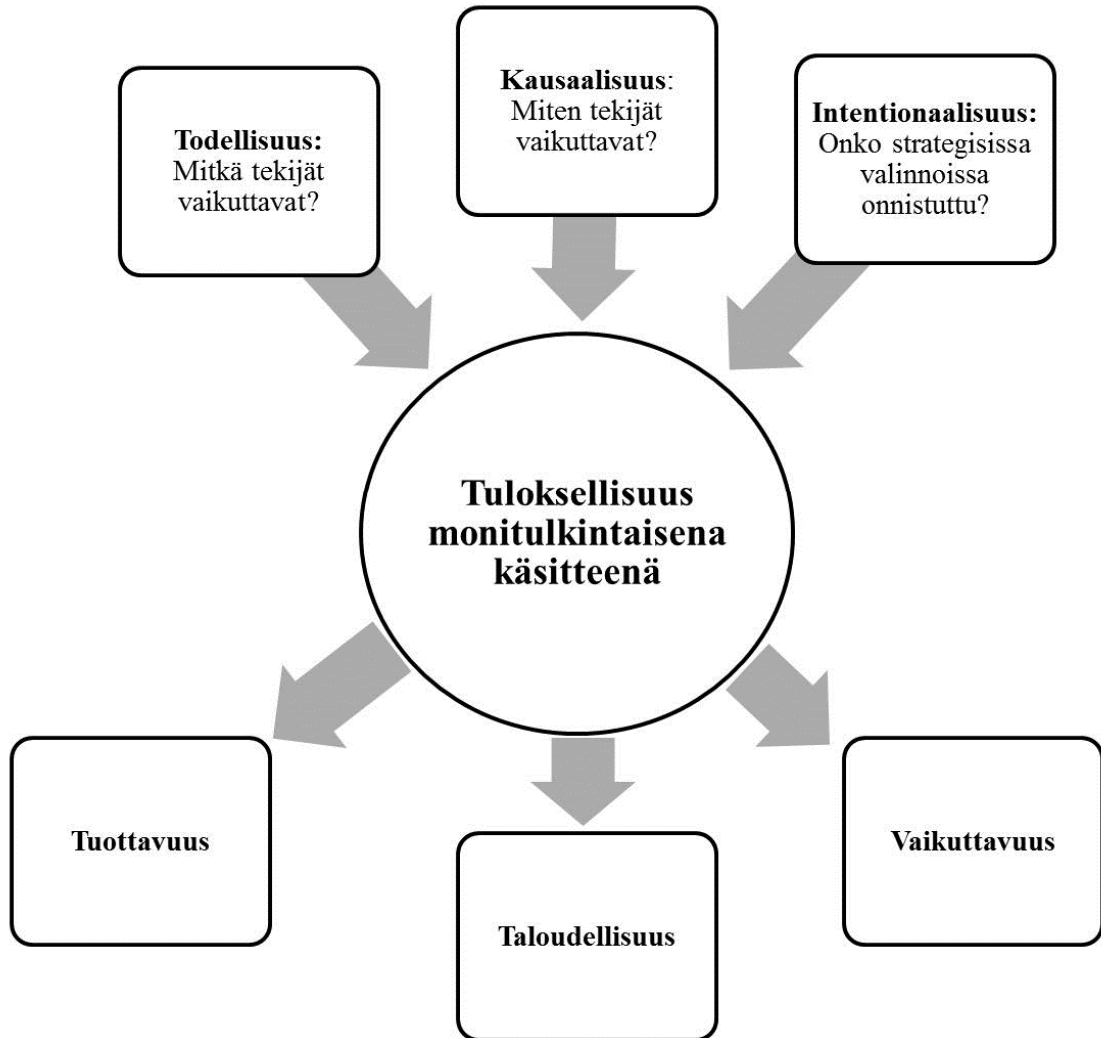 Todellisuus:
Mitkä tekijät
vaikuttavat?
Kausaalisuus:
Miten tekijät
vaikuttavat?
Intentionaalisuus:
Onko strategisissa
valinnoissa
onnistuttu?
Tuloksellisuus
monitulkintaisena
käsitteenä
Tuottavuus
Taloudellisuus
Vaikuttavuus